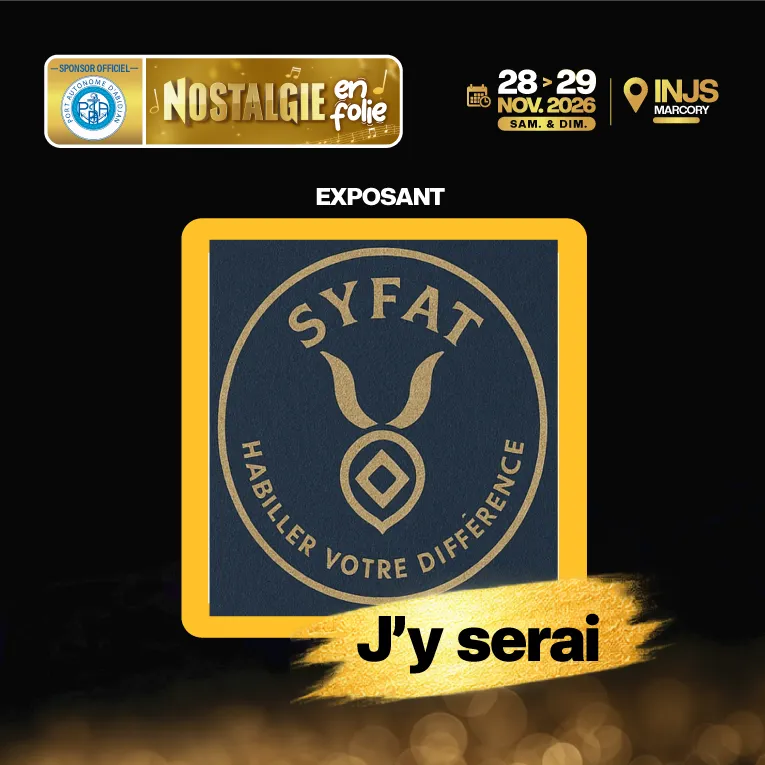 SPONSOR OFFICIEL
PORT AUTONOME D'ABIDJAN
NOSTALGIE en folie
28 > 29
NOV. 2026
SAM. & DIM.
INJS
MARCORY
EXPOSANT
SYFAT
HABILLER VOTRE DIFFÉRENCE
J'y serai